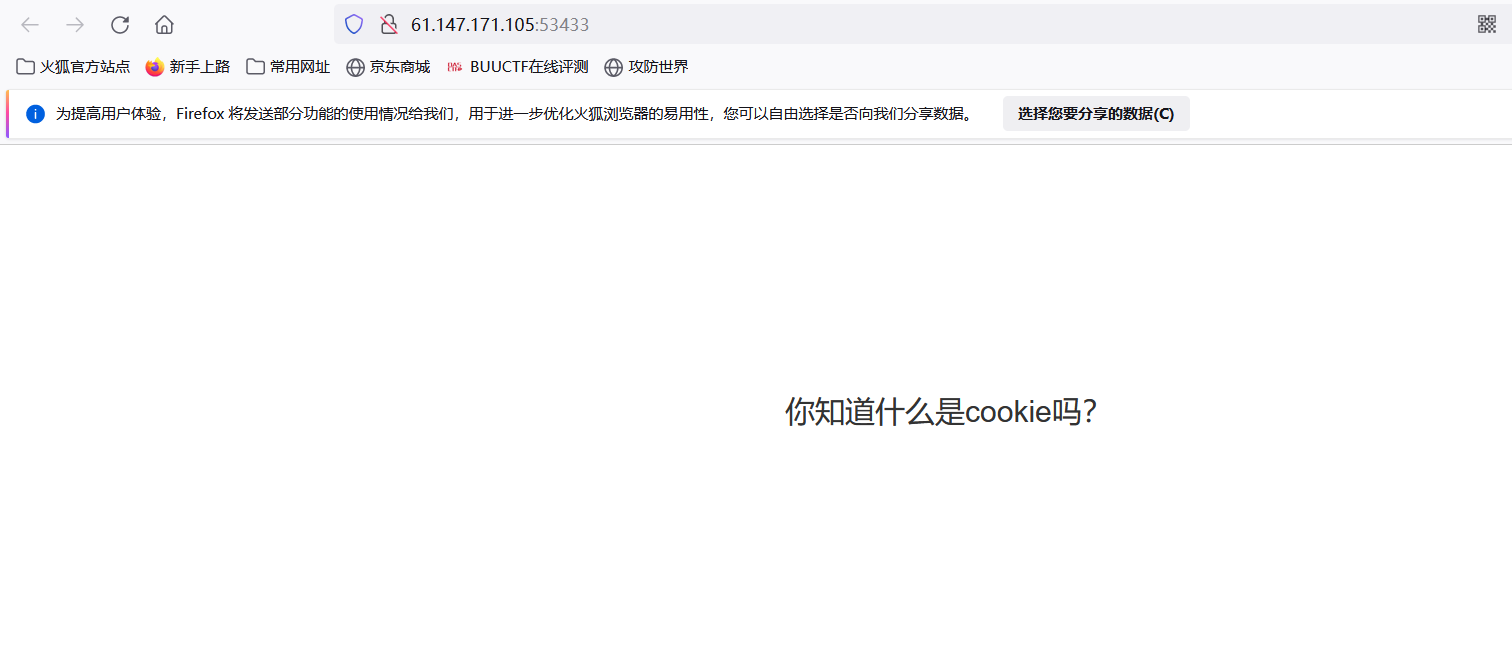 61.147.171.105:53433
火狐官方站点 新手上路 常用网址 京东商城 BUUCTF在线评测 攻防世界
为提高用户体验，Firefox 将发送部分功能的使用情况给我们，用于进一步优化火狐浏览器的易用性，您可以自由选择是否向我们分享数据。 选择您要分享的数据(C)
你知道什么是cookie吗？